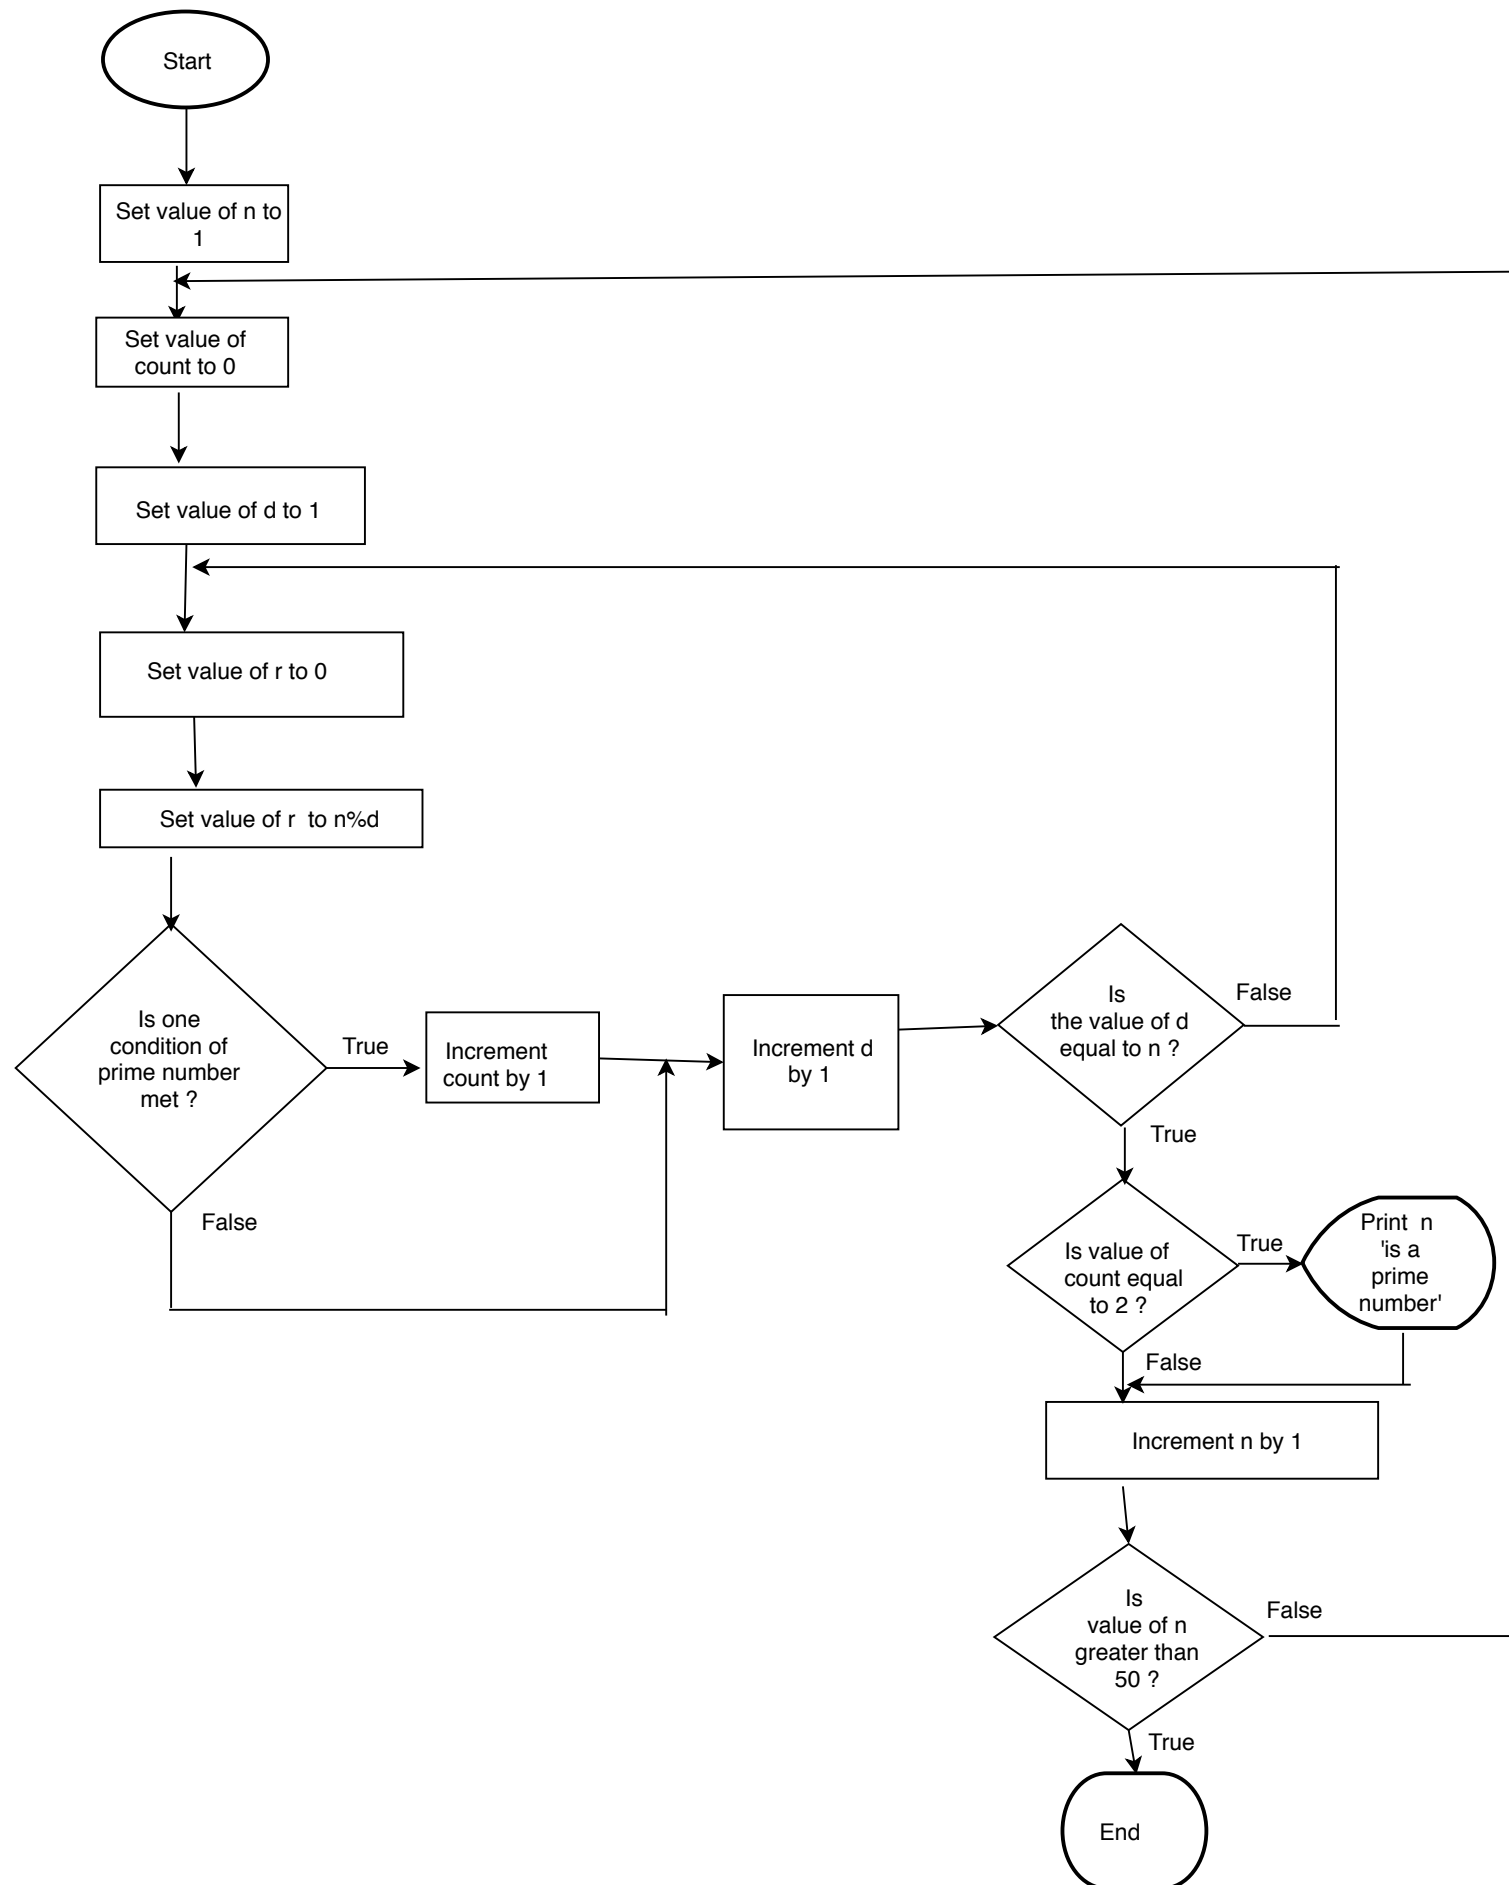 Start
Set value of n to
1
Set value of
count to 0
Set value of d to 1
Set value of r to 0
Set value of r  to n%d
Is one
condition of
prime number
met ?
True
False
Increment
count by 1
Increment d
by 1
Is
the value of d
equal to n ?
False
True
Is value of
count equal
to 2 ?
True
Print  n
'is a
prime
number'
False
Increment n by 1
Is
value of n
greater than
50 ?
False
True
End